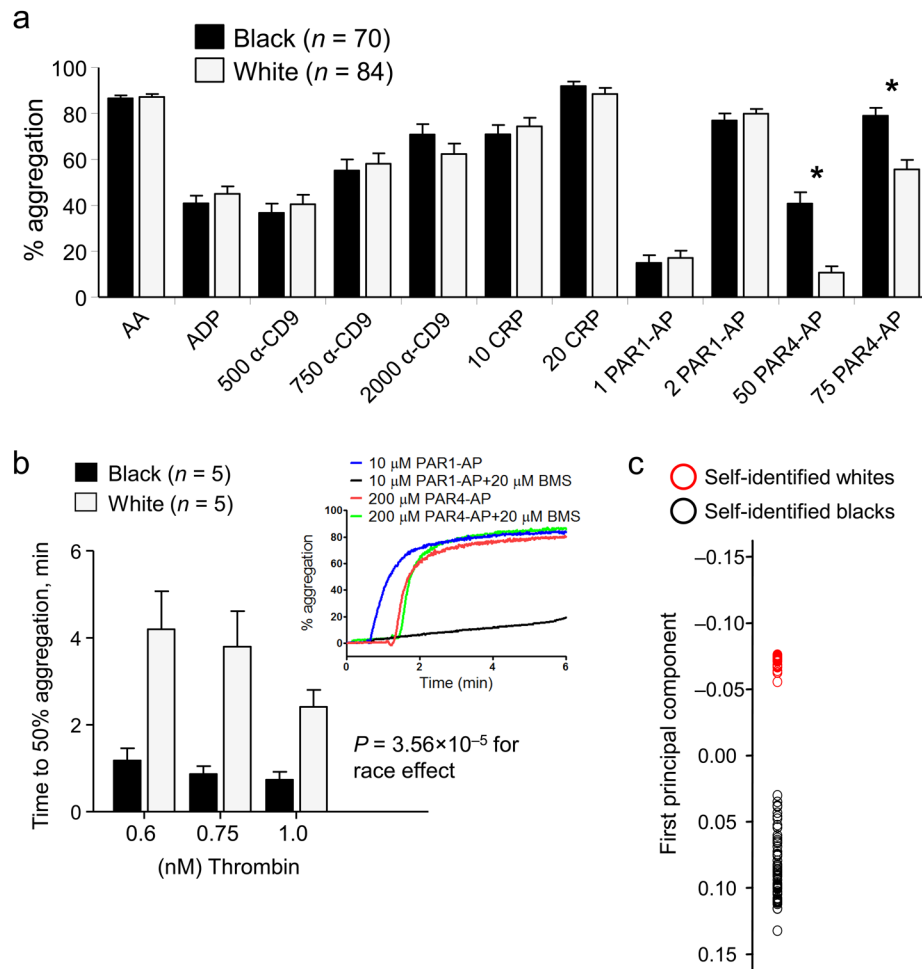 a
Black (n = 70)
White (n = 84)
% aggregation
100
80
60
40
20
0
*
*
AA
ADP
500 α-CD9
750 α-CD9
2000 α-CD9
10 CRP
20 CRP
1 PAR1-AP
2 PAR1-AP
50 PAR4-AP
75 PAR4-AP
b
Black (n = 5)
White (n = 5)
Time to 50% aggregation, min
6
4
2
0
0.6
0.75
1.0
(nM) Thrombin
10 μM PAR1-AP
10 μM PAR1-AP+20 μM BMS
200 μM PAR4-AP
200 μM PAR4-AP+20 μM BMS
% aggregation
100
80
60
40
20
0
0
2
4
6
Time (min)
P = 3.56×10⁻⁵ for
race effect
c
Self-identified whites
Self-identified blacks
First principal component
–0.15
–0.10
–0.05
0.00
0.05
0.10
0.15